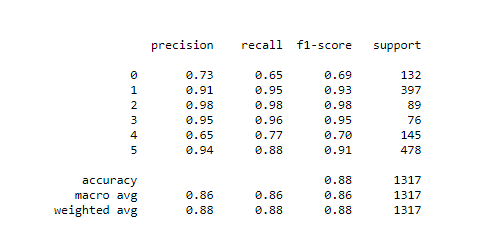 precision recall f1-score support
0 0.73 0.65 0.69 132
1 0.91 0.95 0.93 397
2 0.98 0.98 0.98 89
3 0.95 0.96 0.95 76
4 0.65 0.77 0.70 145
5 0.94 0.88 0.91 478
accuracy 0.88 1317
macro avg 0.86 0.86 0.86 1317
weighted avg 0.88 0.88 0.88 1317